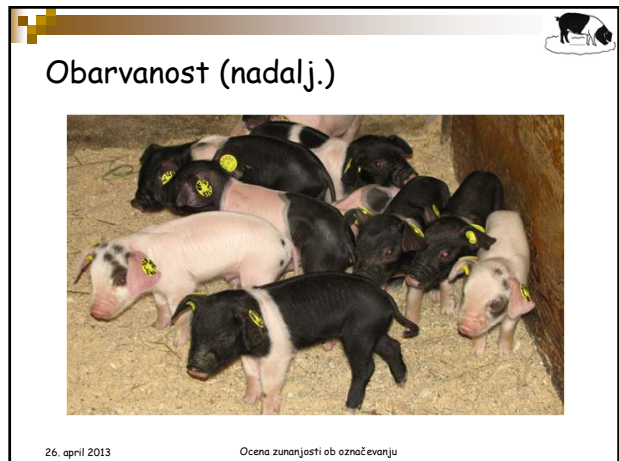 Obarvanost (nadalj.)
26. april 2013
Ocena zunanjosti ob označevanju